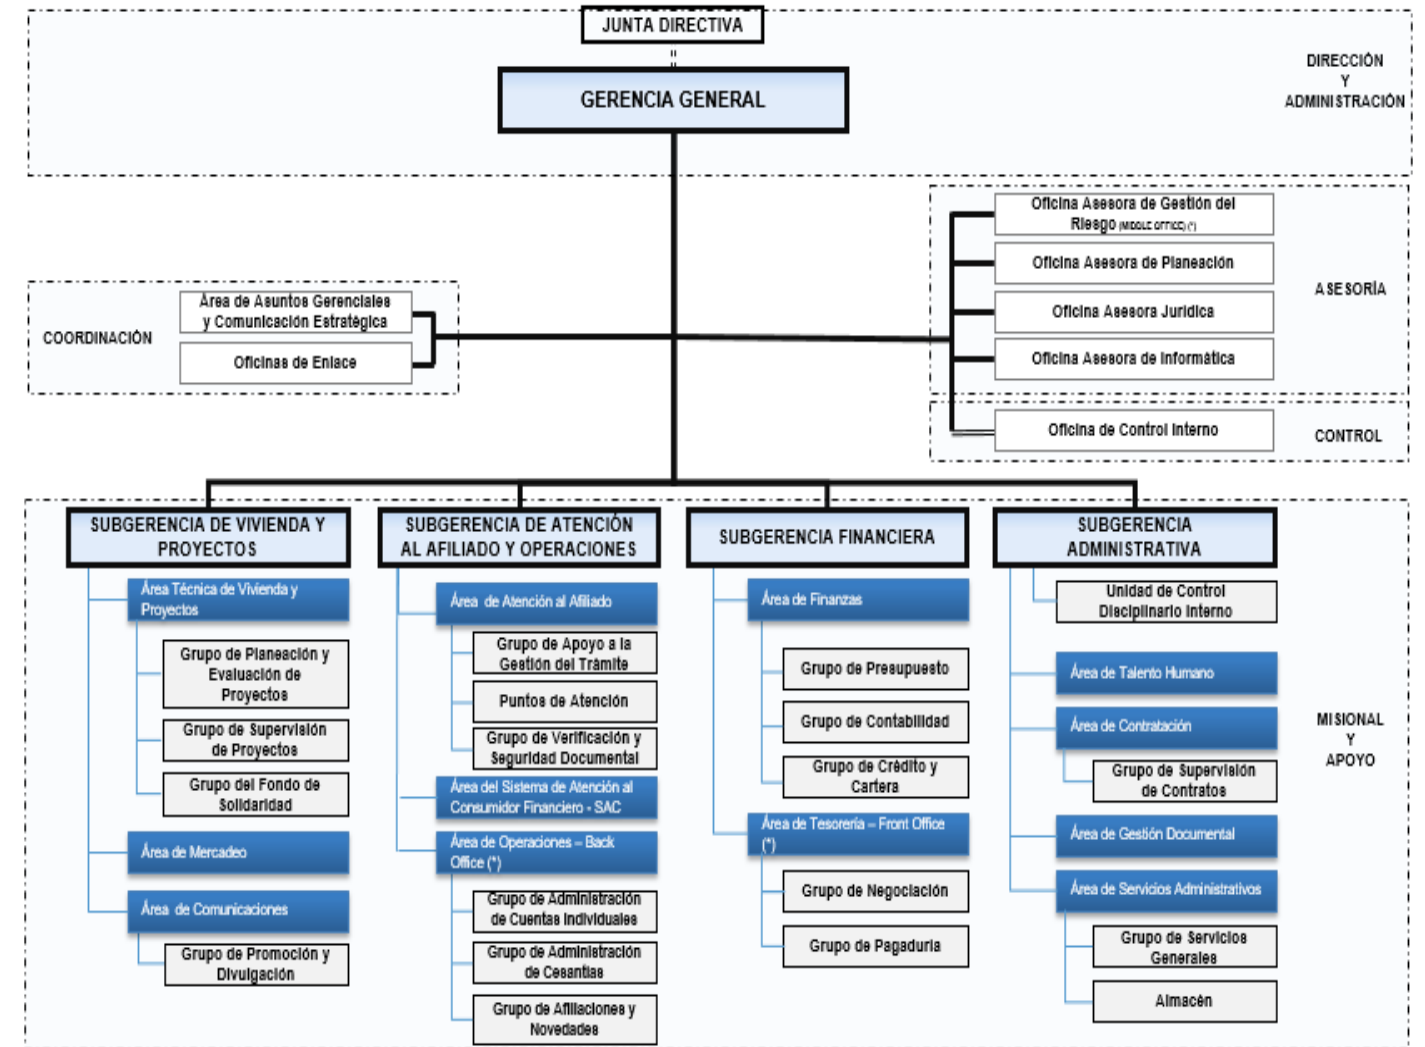 JUNTA DIRECTIVA
GERENCIA GENERAL
DIRECCIÓN
Y
ADMINISTRACIÓN
Oficina Asesora de Gestión del
Riesgo (MIDDLE OFFICE) (*)
Oficina Asesora de Planeación
Oficina Asesora Jurídica
Oficina Asesora de Informática
ASESORÍA
Oficina de Control Interno
CONTROL
COORDINACIÓN
Área de Asuntos Gerenciales
y Comunicación Estratégica
Oficinas de Enlace
SUBGERENCIA DE VIVIENDA Y
PROYECTOS
Área Técnica de Vivienda y
Proyectos
Grupo de Planeación y
Evaluación de
Proyectos
Grupo de Supervisión
de Proyectos
Grupo del Fondo de
Solidaridad
Área de Mercadeo
Área de Comunicaciones
Grupo de Promoción y
Divulgación
SUBGERENCIA DE ATENCIÓN
AL AFILIADO Y OPERACIONES
Área de Atención al Afiliado
Grupo de Apoyo a la
Gestión del Trámite
Puntos de Atención
Grupo de Verificación y
Seguridad Documental
Área del Sistema de Atención al
Consumidor Financiero - SAC
Área de Operaciones – Back
Office (*)
Grupo de Administración
de Cuentas Individuales
Grupo de Administración
de Cesantías
Grupo de Afiliaciones y
Novedades
SUBGERENCIA FINANCIERA
Área de Finanzas
Grupo de Presupuesto
Grupo de Contabilidad
Grupo de Crédito y
Cartera
Área de Tesorería – Front Office
(*)
Grupo de Negociación
Grupo de Pagaduría
SUBGERENCIA
ADMINISTRATIVA
Unidad de Control
Disciplinario Interno
Área de Talento Humano
Área de Contratación
Grupo de Supervisión
de Contratos
Área de Gestión Documental
Área de Servicios Administrativos
Grupo de Servicios
Generales
Almacén
MISIONAL
Y
APOYO